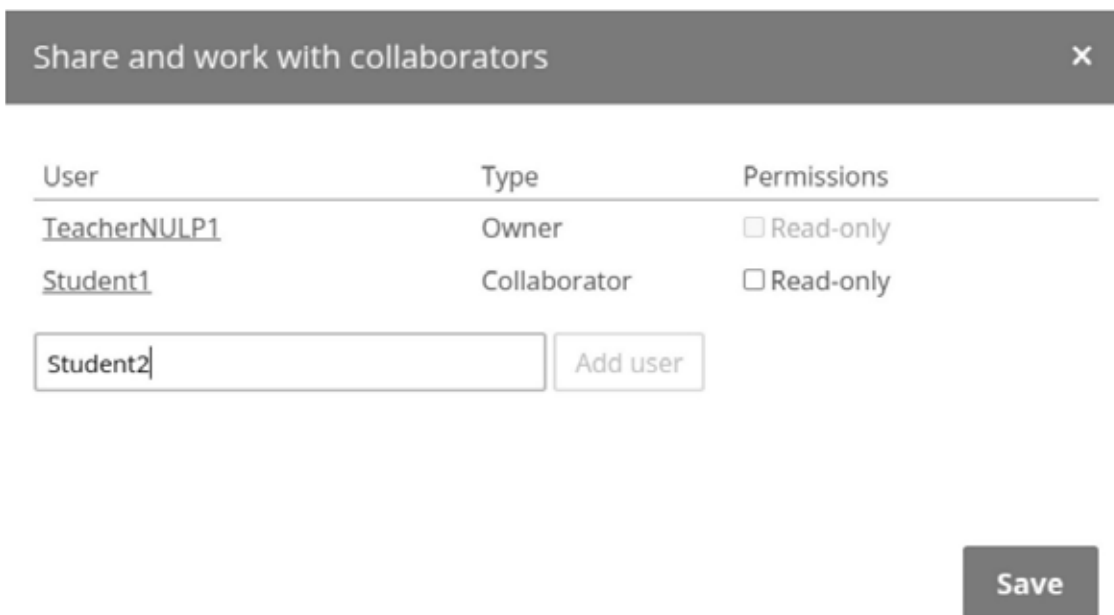 Share and work with collaborators ×
User Type Permissions
TeacherNULP1 Owner Read-only
Student1 Collaborator Read-only
Student2 Add user
Save